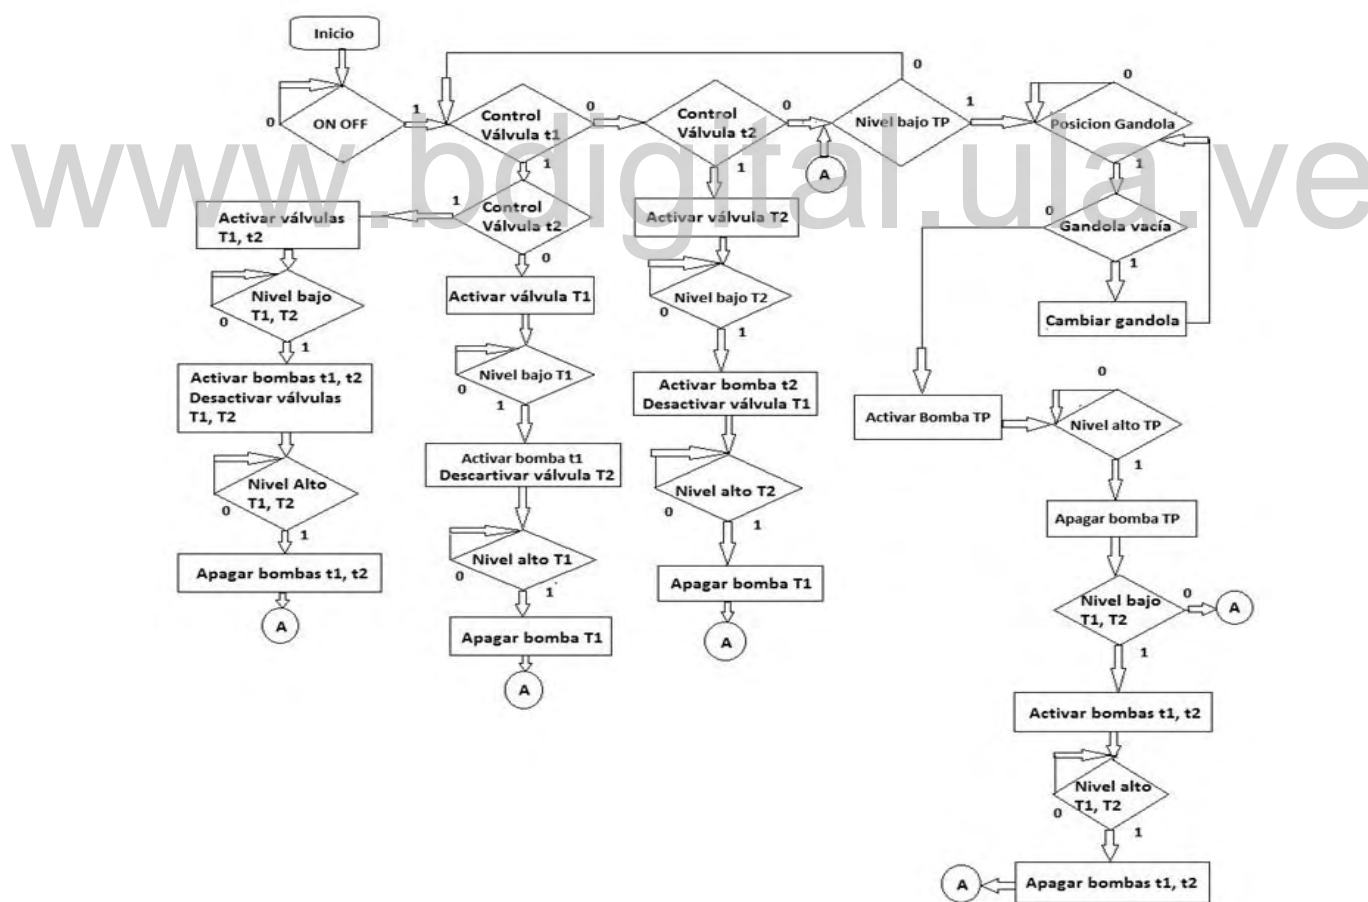 Inicio
ON OFF
0
1
Control
Válvula t1
0
1
Control
Válvula t2
0
1
Nivel bajo TP
0
1
Posicion Gandola
0
1
A
www.bdigital.ula.ve
Control
Válvula t2
1
0
Activar válvulas
T1, t2
Nivel bajo
T1, T2
0
1
Activar bombas t1, t2
Desactivar válvulas
T1, T2
Nivel Alto
T1, T2
0
1
Apagar bombas t1, t2
A
Activar válvula T1
Nivel bajo T1
0
1
Activar bomba t1
Descartivar válvula T2
Nivel alto T1
0
1
Apagar bomba T1
A
Activar válvula T2
Nivel bajo T2
0
1
Activar bomba t2
Desactivar válvula T1
Nivel alto T2
0
1
Apagar bomba T1
A
Gandola vacía
0
1
Cambiar gandola
Activar Bomba TP
Nivel alto TP
0
1
Apagar bomba TP
Nivel bajo
T1, T2
0
A
1
Activar bombas t1, t2
Nivel alto
T1, T2
0
1
Apagar bombas t1, t2
A